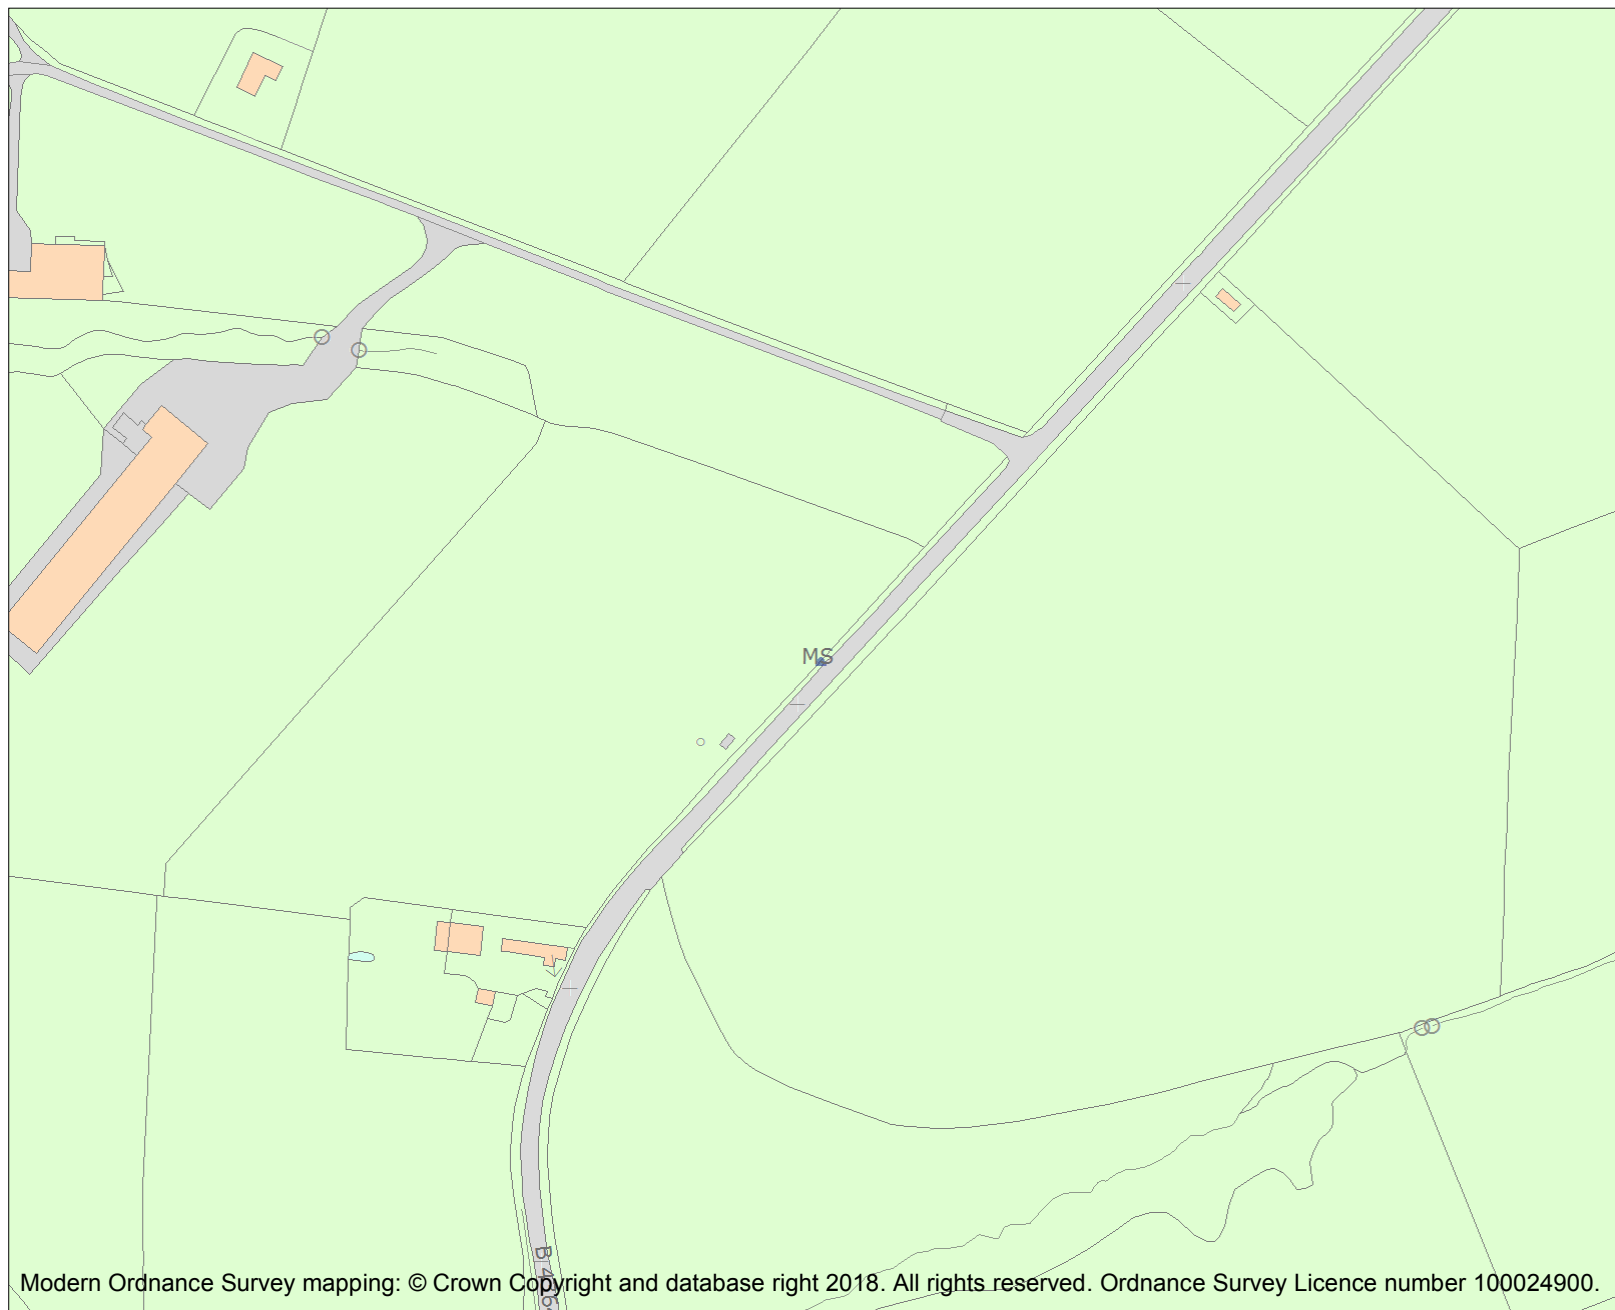 MS
Modern Ordnance Survey mapping: © Crown Copyright and database right 2018. All rights reserved. Ordnance Survey Licence number 100024900.